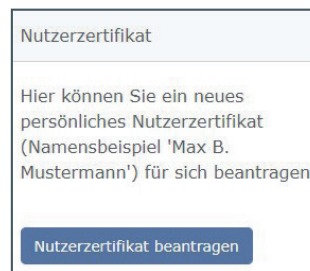 Nutzerzertifikat
Hier können Sie ein neues
persönliches Nutzerzertifikat
(Namensbeispiel 'Max B.
Mustermann') für sich beantragen
Nutzerzertifikat beantragen